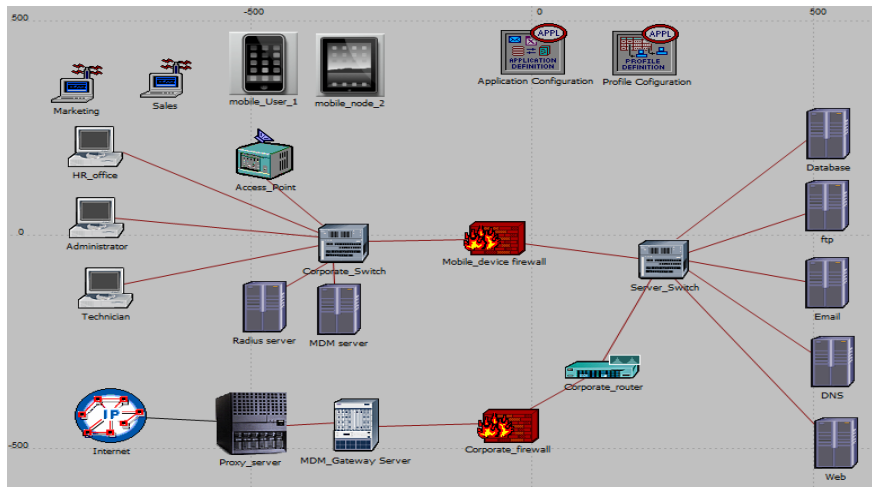 -500
0
500
500
APPL
APPLICATION
DEFINITION
Application Configuration
APPL
PROFILE
DEFINITION
Profile Cofiguration
Marketing
Sales
mobile_User_1
mobile_node_2
HR_office
Access_Point
Database
0
Administrator
Corporate_Switch
Mobile_device firewall
Server_Switch
ftp
Technician
Radius server
MDM server
Email
Corporate_router
DNS
-500
IP
Internet
Proxy_server
MDM_Gateway Server
Corporate_firewall
Web